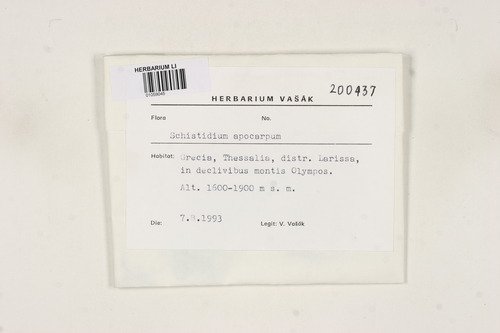 HERBARIUM LI
200437
HERBARIUM VAŠÁK
Flora No.
Schistidium apocarpum
Habitat: Grecia, Thessalia, distr. Larissa,
in declivibus montis Olympos.
Alt. 1600-1900 m s. m.
Die: 7.8.1993 Legit: V. Vašák